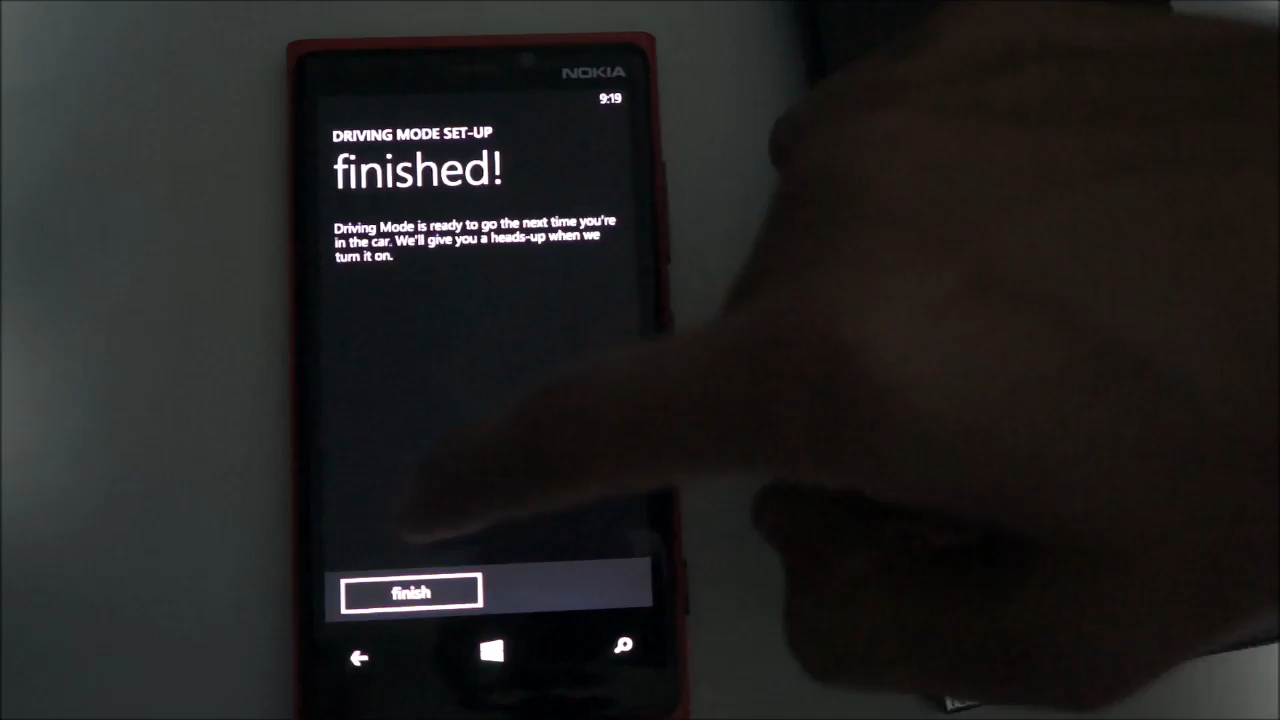 NOKIA
9:19
DRIVING MODE SET-UP
finished!
Driving Mode is ready to go the next time you're
in the car. We'll give you a heads-up when we
turn it on.
finish